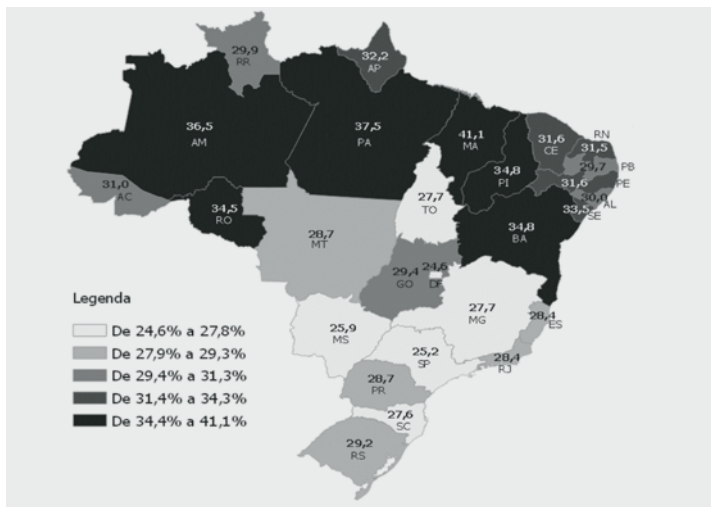 29,9
RR
32,2
AP
36,5
AM
37,5
PA
41,1
MA
31,6
CE
RN
31,5
29,7
PB
34,8
PI
31,6
PE
30,0
AL
33,5
SE
31,0
AC
34,5
RO
27,7
TO
34,8
BA
28,7
MT
29,4
GO
24,6
DF
27,7
MG
28,4
ES
25,9
MS
25,2
SP
28,4
RJ
28,7
PR
27,6
SC
29,2
RS
Legenda
De 24,6% a 27,8%
De 27,9% a 29,3%
De 29,4% a 31,3%
De 31,4% a 34,3%
De 34,4% a 41,1%